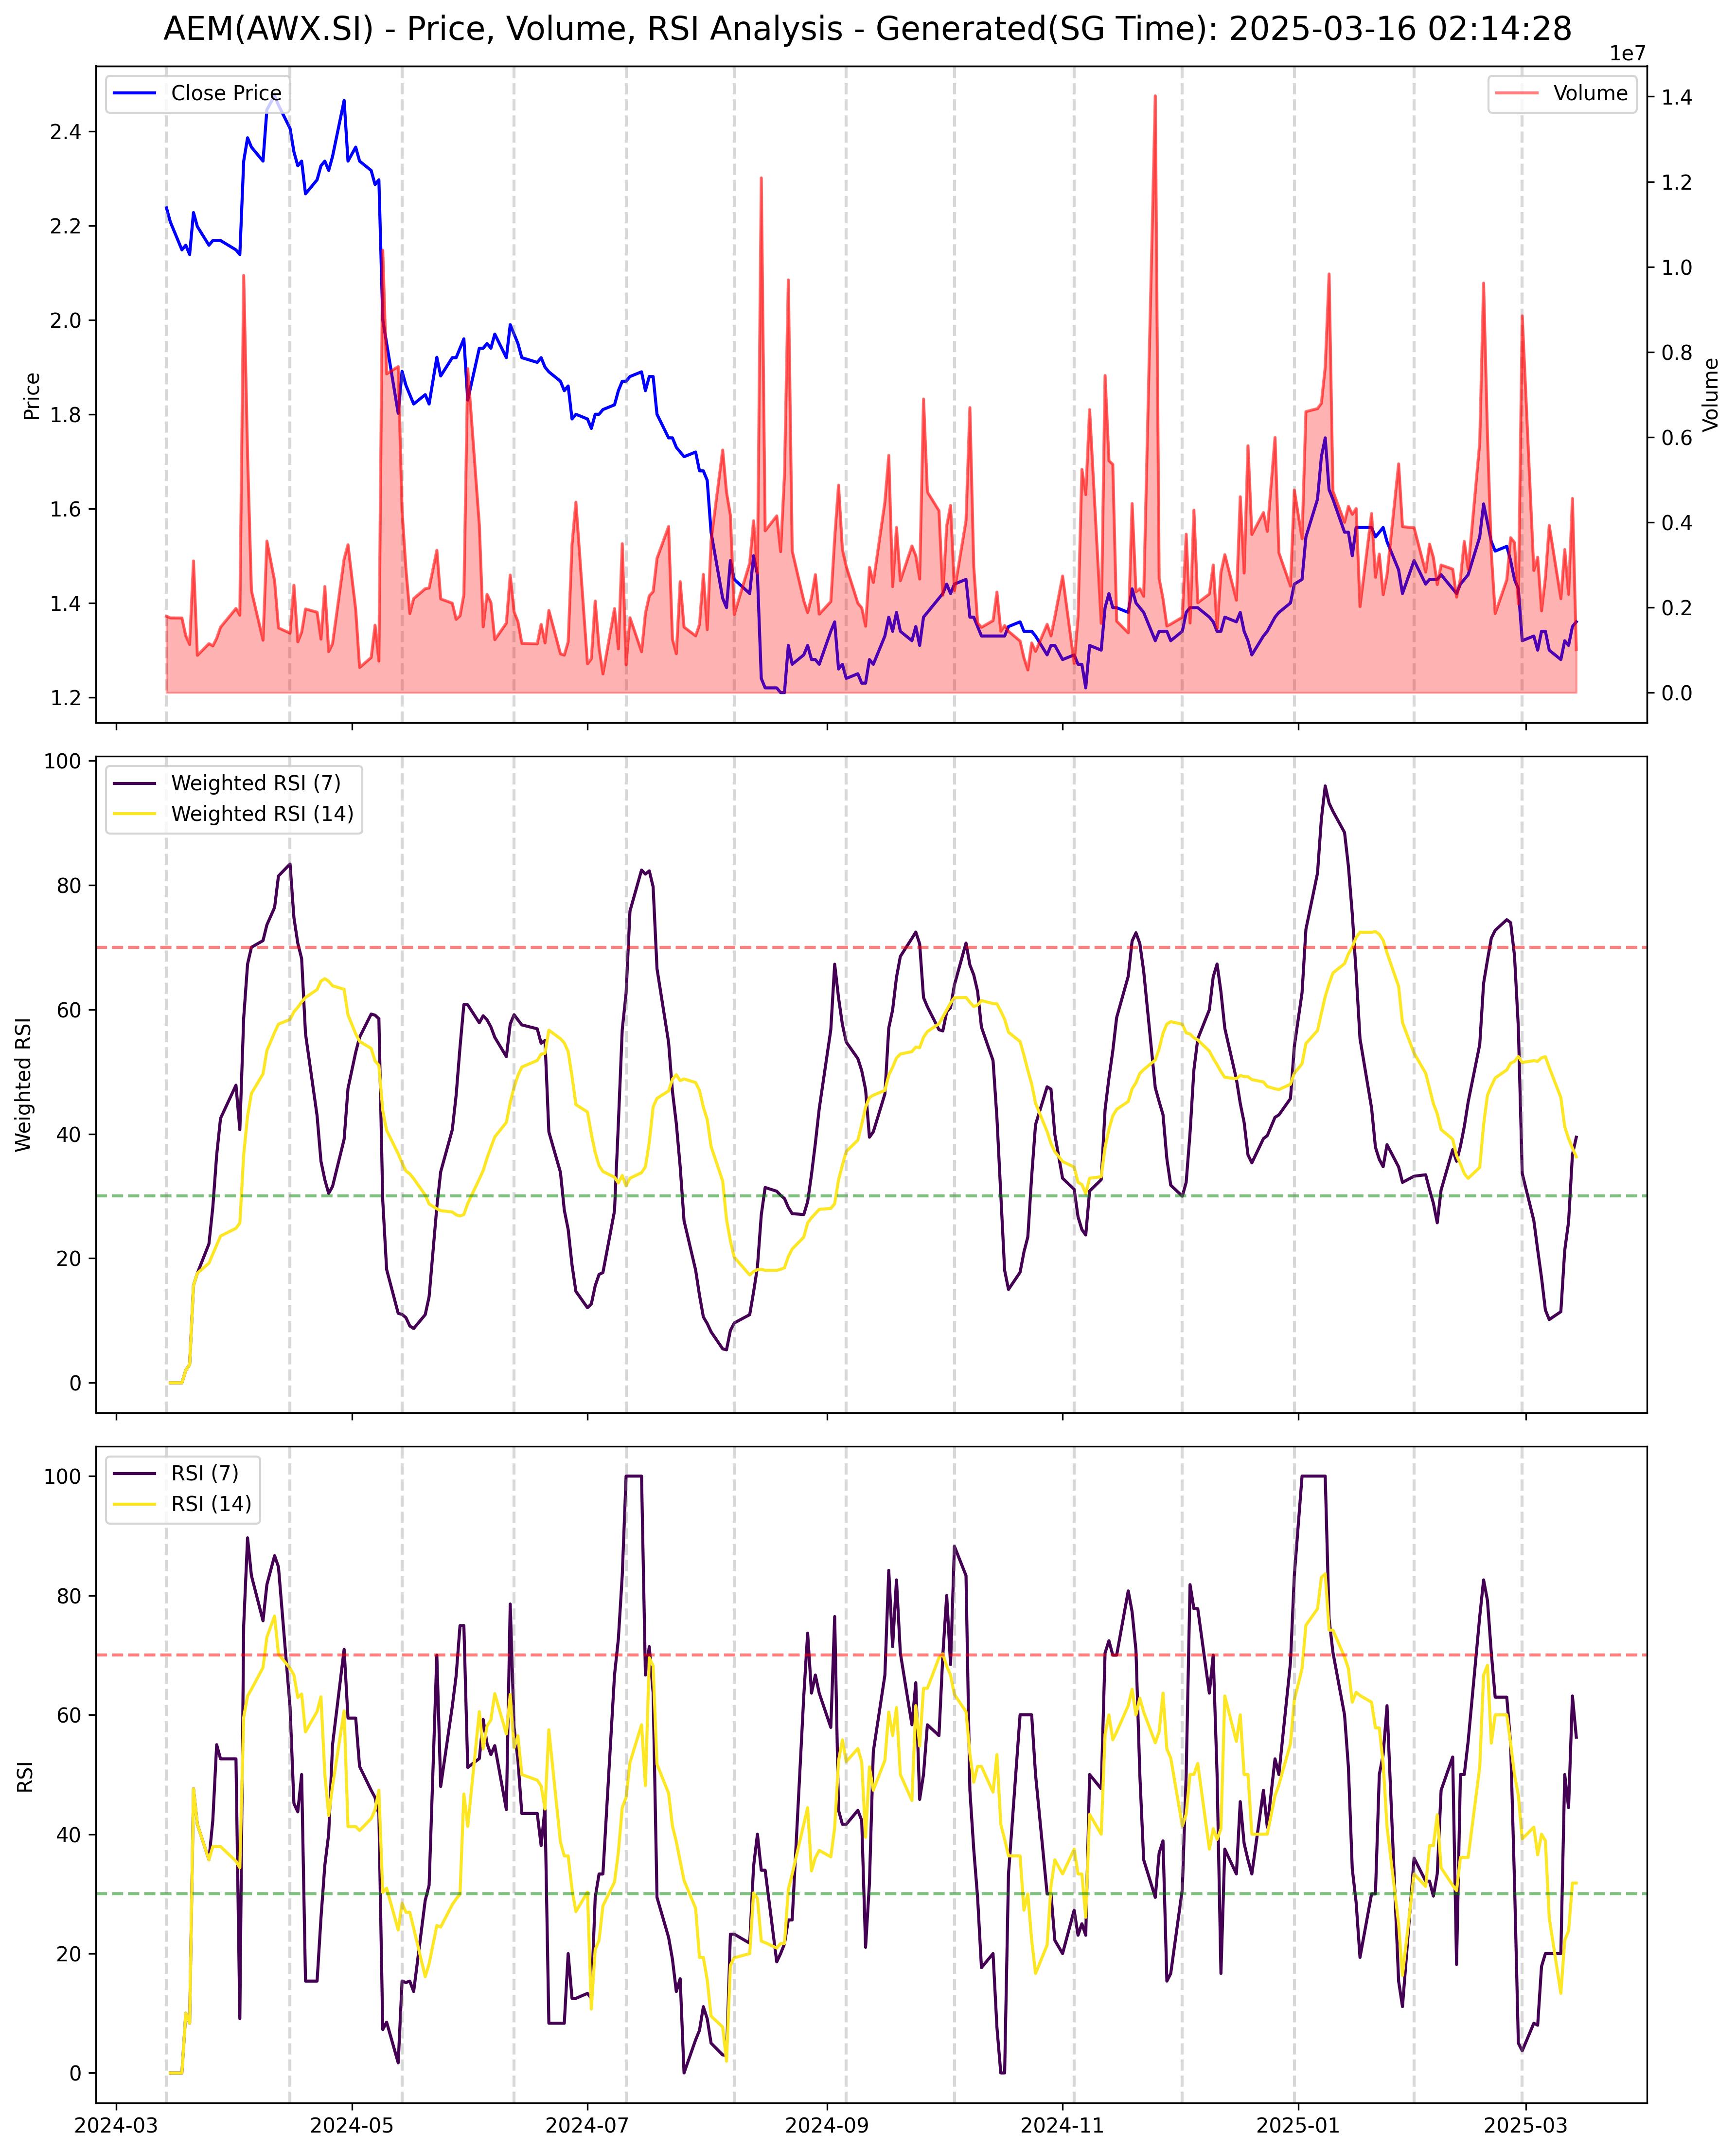 AEM(AWX.SI) - Price, Volume, RSI Analysis - Generated(SG Time): 2025-03-16 02:14:28
1e7
Close Price
Volume
2.4
2.2
2.0
1.8
1.6
1.4
1.2
Price
1.4
1.2
1.0
0.8
0.6
0.4
0.2
0.0
Volume
Weighted RSI (7)
Weighted RSI (14)
100
80
60
40
20
0
Weighted RSI
RSI (7)
RSI (14)
100
80
60
40
20
0
RSI
2024-03
2024-05
2024-07
2024-09
2024-11
2025-01
2025-03